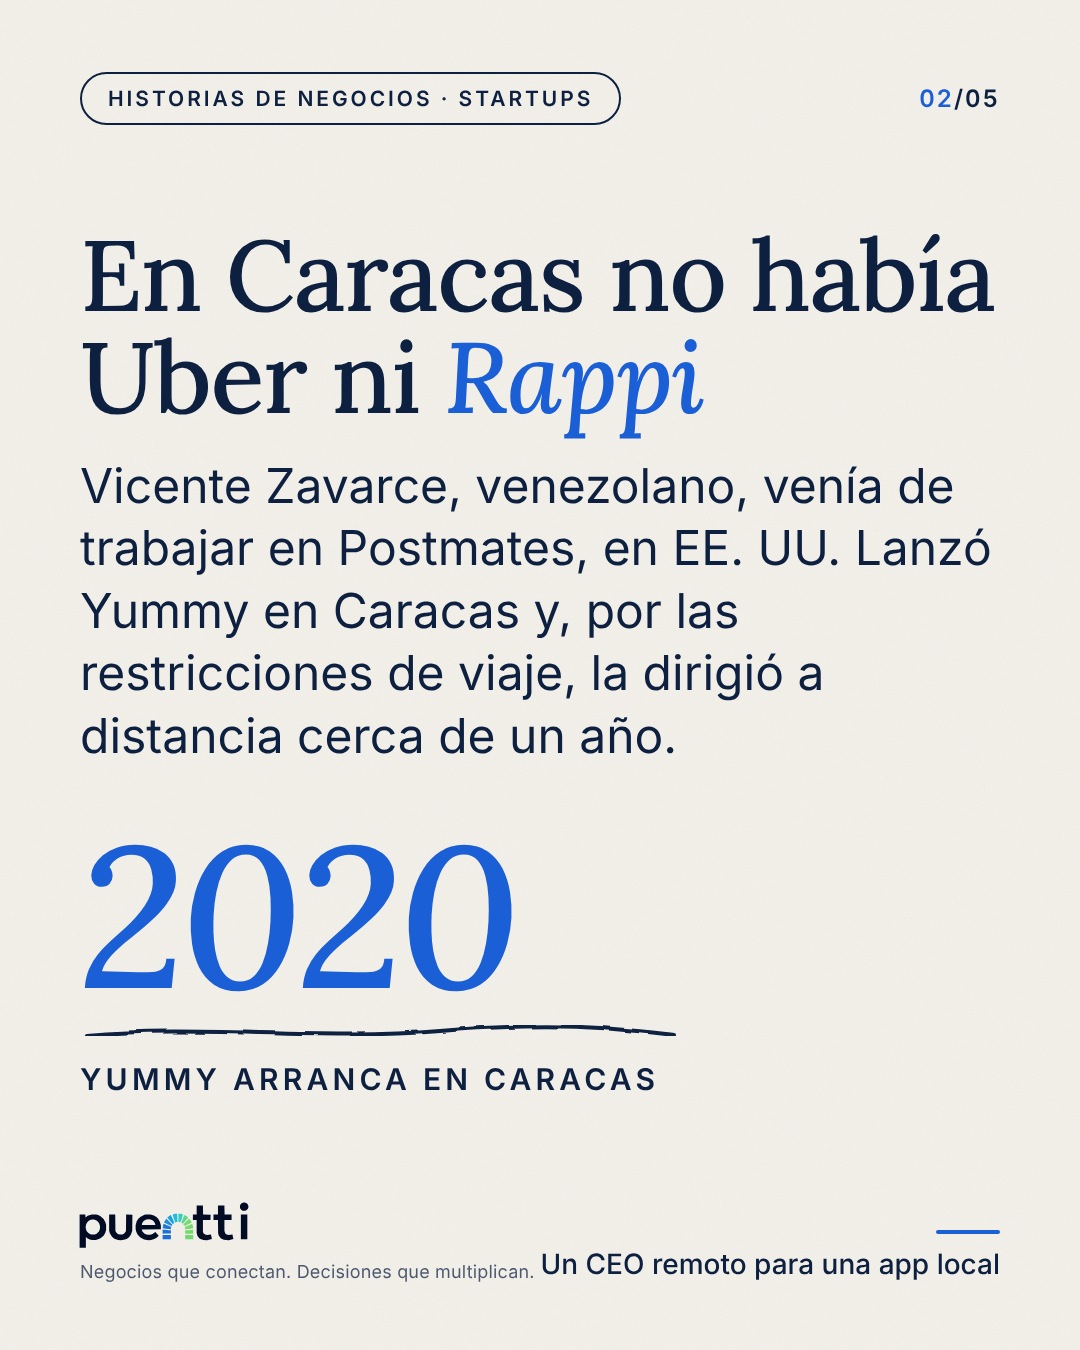 HISTORIAS DE NEGOCIOS · STARTUPS
02/05
En Caracas no había
Uber ni Rappi
Vicente Zavarce, venezolano, venía de
trabajar en Postmates, en EE. UU. Lanzó
Yummy en Caracas y, por las
restricciones de viaje, la dirigió a
distancia cerca de un año.
2020
YUMMY ARRANCA EN CARACAS
puentti
Negocios que conectan. Decisiones que multiplican.
Un CEO remoto para una app local